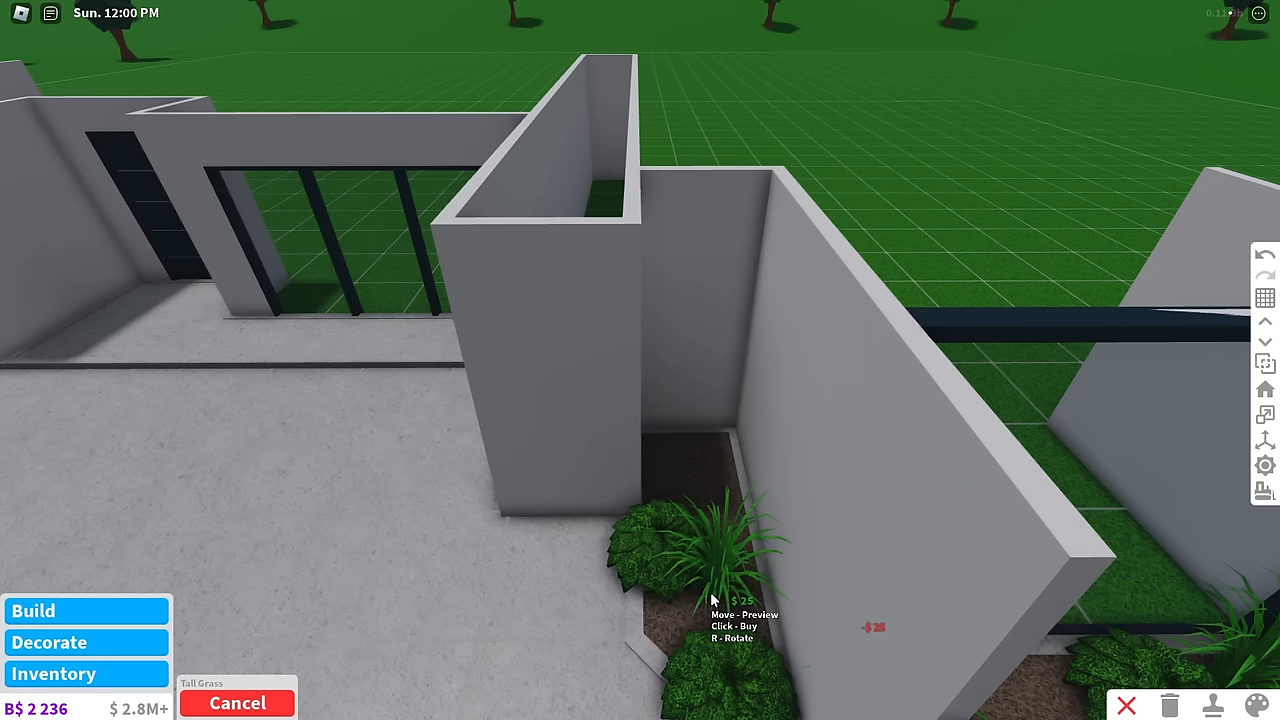 Sun. 12:00 PM
$ 25
Move - Preview
Click - Buy
R - Rotate
-$ 25
Build
Decorate
Inventory
Tall Grass
Cancel
B$ 2 236
$ 2.8M+